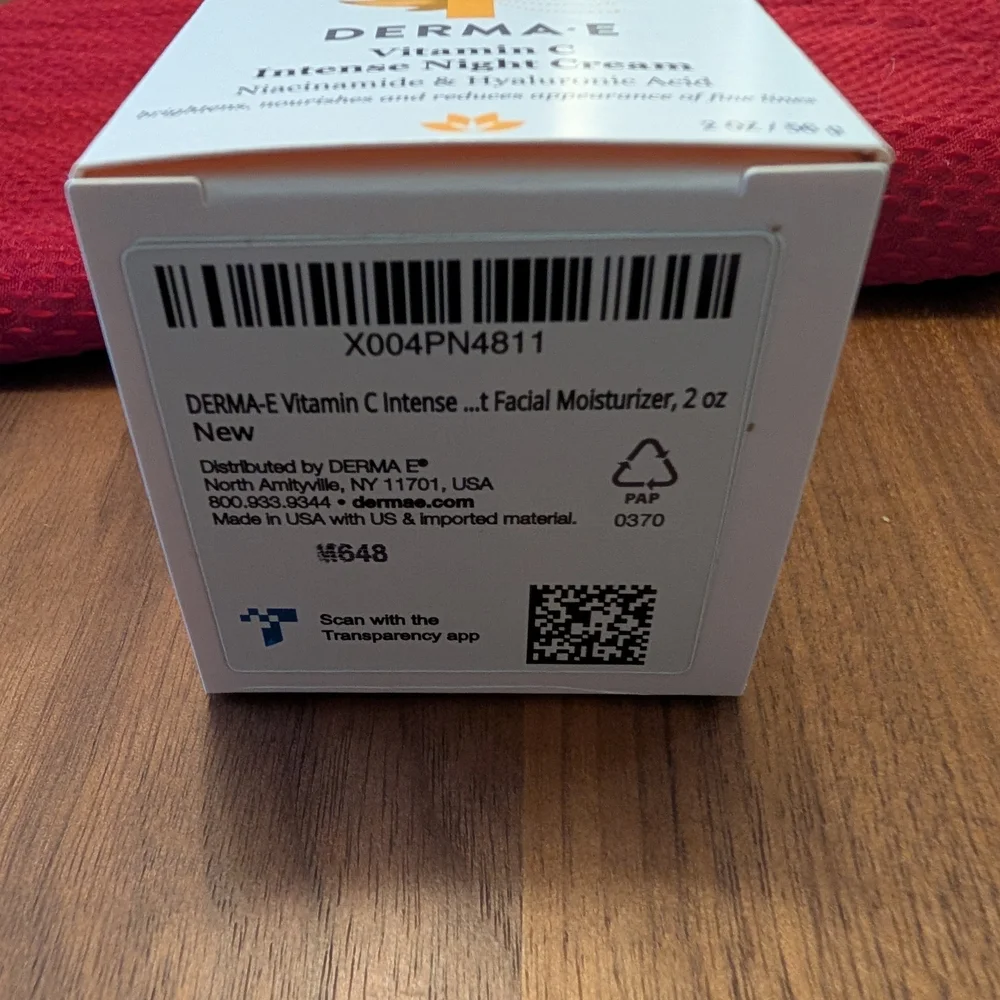 DERMA·E
Vitamin C
Intense Night Cream
Niacinamide & Hyaluronic Acid
brightens, nourishes and reduces appearance of fine lines
2 OZ / 56 g
X004PN4811
DERMA-E Vitamin C Intense ...t Facial Moisturizer, 2 oz
New
Distributed by DERMA E®
North Amityville, NY 11701, USA
800.933.9344 • dermae.com
Made in USA with US & imported material.
PAP
0370
Scan with the
Transparency app